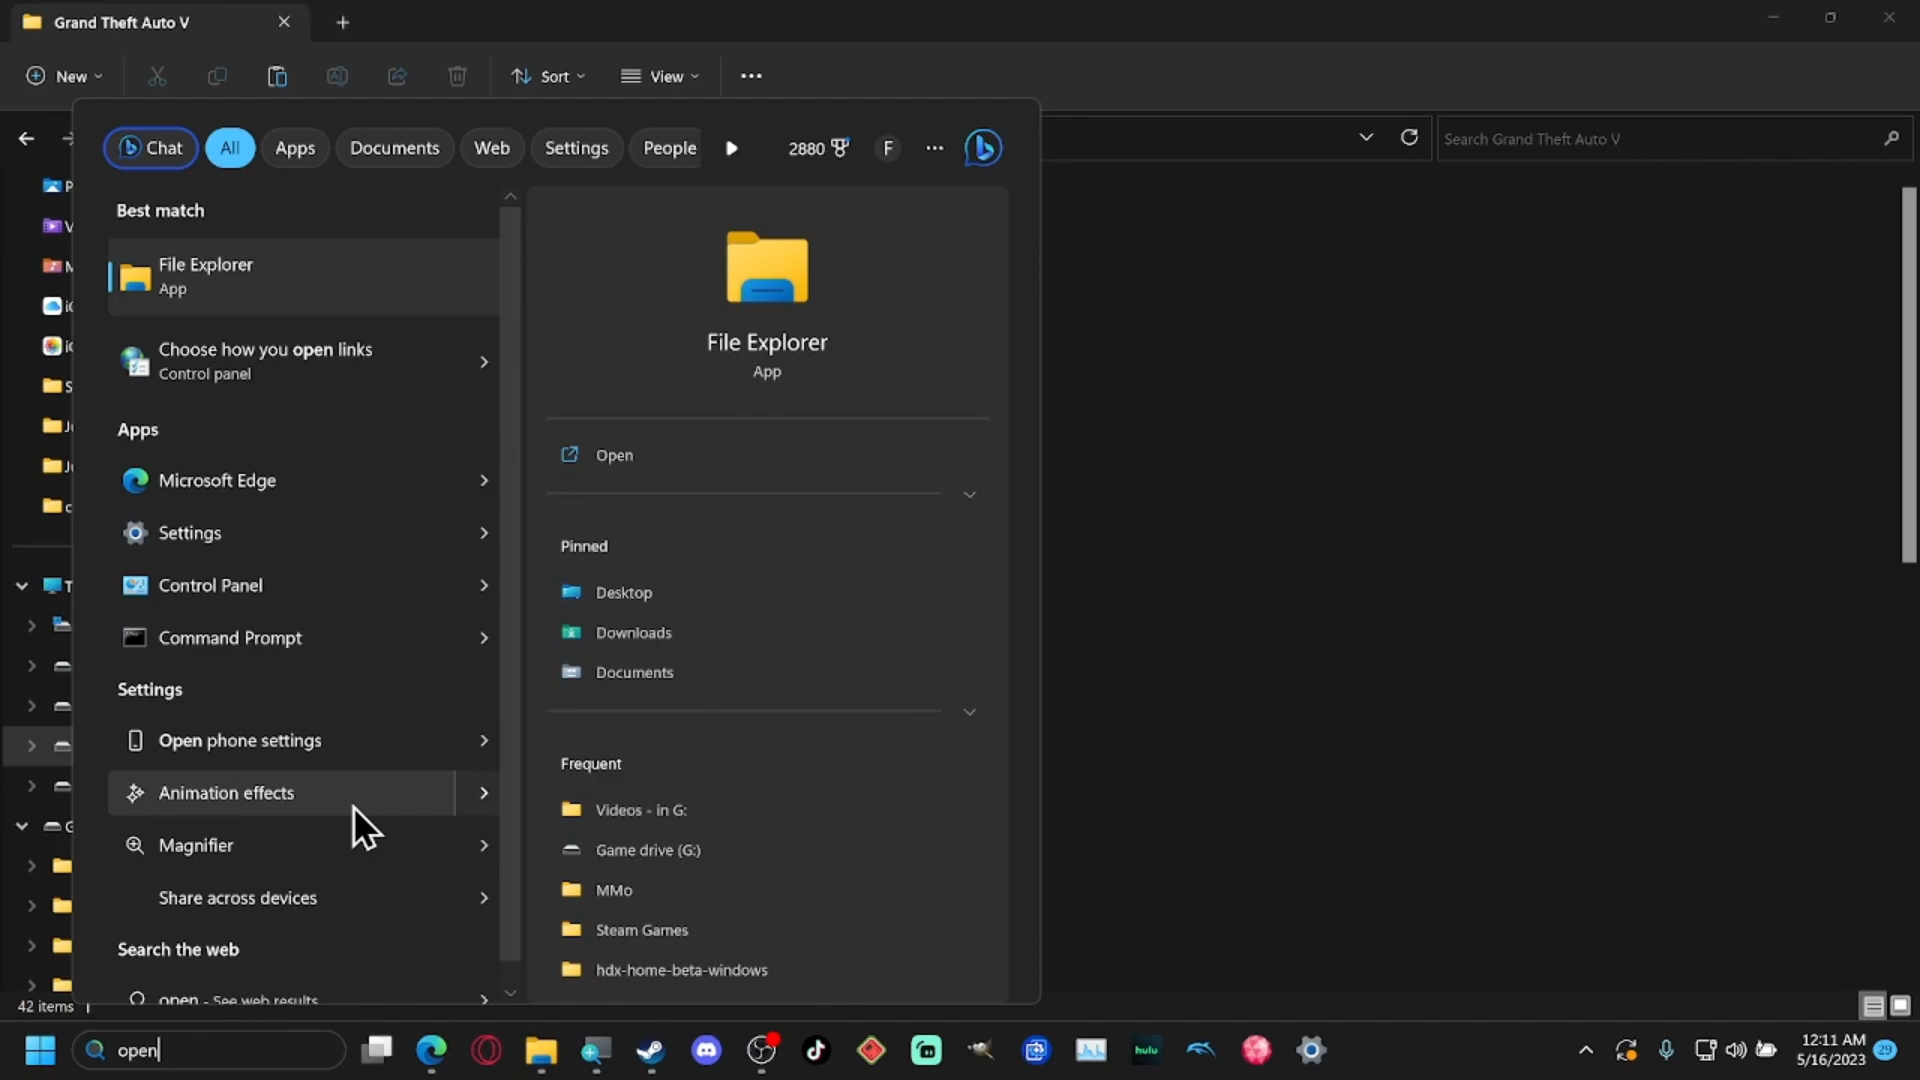 Grand Theft Auto V
New
Sort
View
Search Grand Theft Auto V
Chat
All
Apps
Documents
Web
Settings
People
2880
F
Best match
File Explorer
App
Choose how you open links
Control panel
Apps
Microsoft Edge
Settings
Control Panel
Command Prompt
Settings
Open phone settings
Animation effects
Magnifier
Share across devices
Search the web
open - See web results
File Explorer
App
Open
Pinned
Desktop
Downloads
Documents
Frequent
Videos - in G:
Game drive (G:)
MMo
Steam Games
hdx-home-beta-windows
42 items
open
hulu
12:11 AM
5/16/2023
29